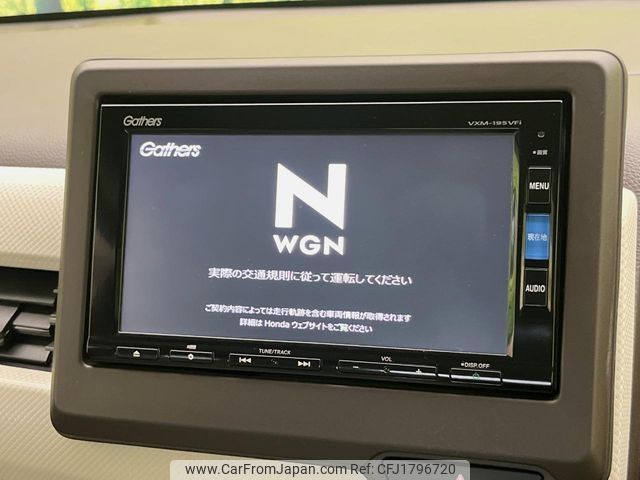 Gathers
VXM-195VFi
Gathers
N
WGN
実際の交通規則に従って運転してください
ご契約内容によっては走行軌跡を含む車両情報が取得されます
詳細は Honda ウェブサイトをご覧ください
MENU
現在地
AUDIO
TUNE/TRACK
VOL
DISP.OFF
www.CarFromJapan.com - STOCK ID: CFJ1796720